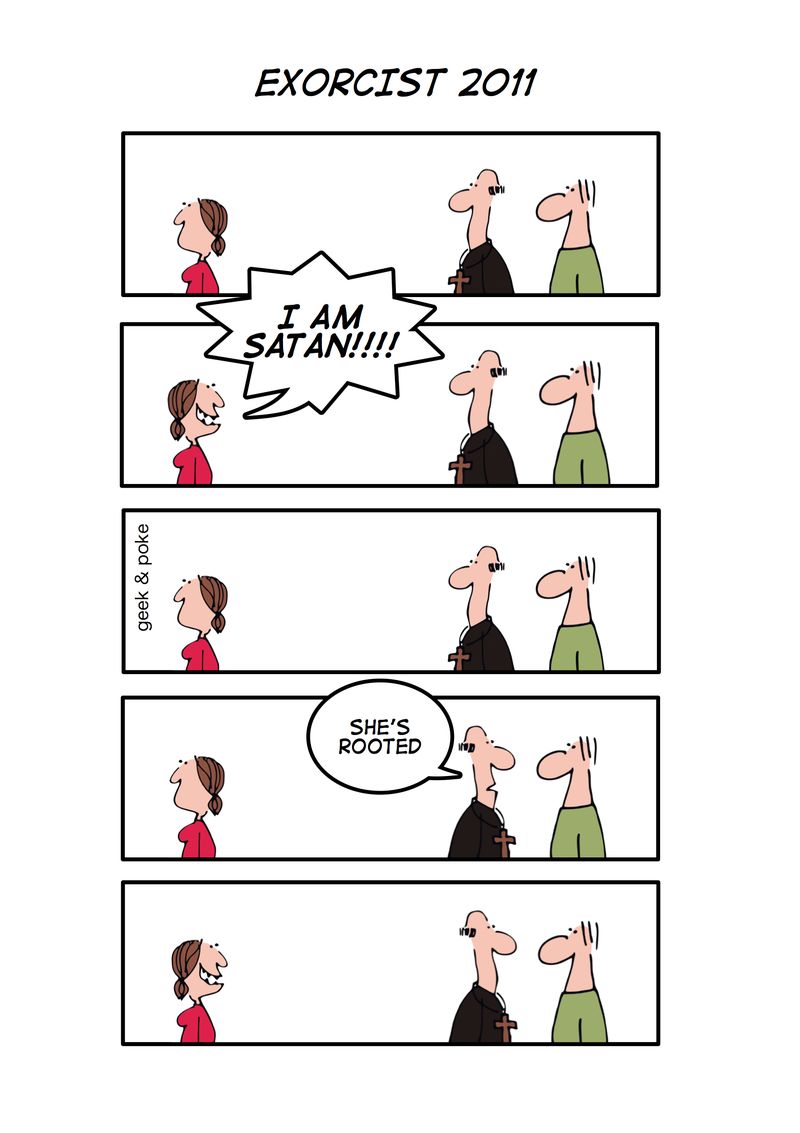 EXORCIST 2011
I AM
SATAN!!!!
geek & poke
SHE'S
ROOTED